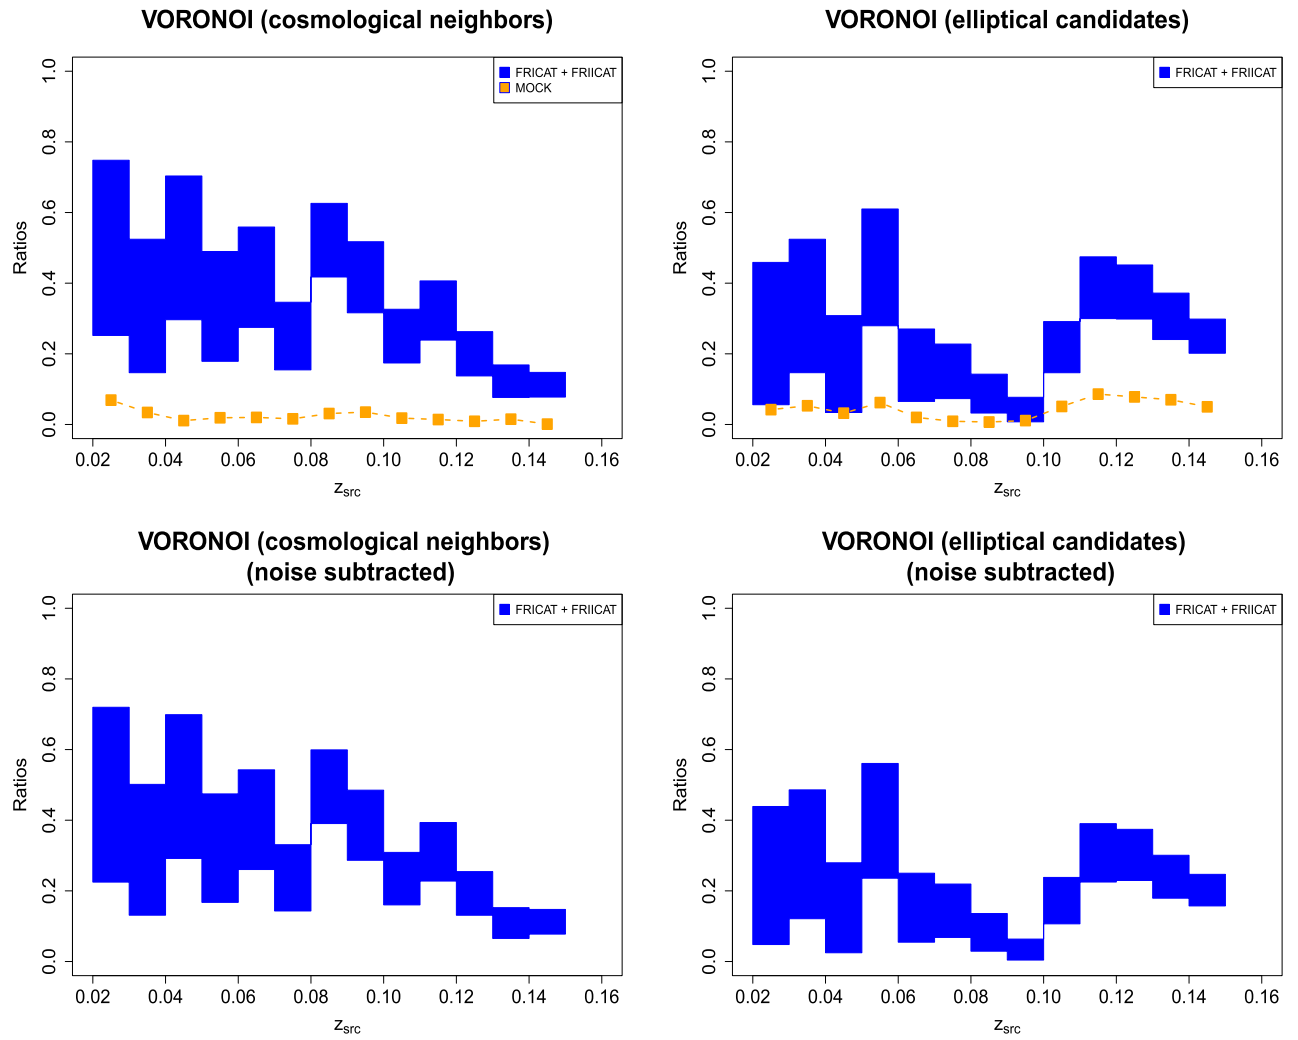 VORONOI (cosmological neighbors)
FRICAT + FRIICAT
MOCK
Ratios
1.0
0.8
0.6
0.4
0.2
0.0
0.02 0.04 0.06 0.08 0.10 0.12 0.14 0.16
zsrc
VORONOI (elliptical candidates)
FRICAT + FRIICAT
Ratios
1.0
0.8
0.6
0.4
0.2
0.0
0.02 0.04 0.06 0.08 0.10 0.12 0.14 0.16
zsrc
VORONOI (cosmological neighbors)
(noise subtracted)
FRICAT + FRIICAT
Ratios
1.0
0.8
0.6
0.4
0.2
0.0
0.02 0.04 0.06 0.08 0.10 0.12 0.14 0.16
zsrc
VORONOI (elliptical candidates)
(noise subtracted)
FRICAT + FRIICAT
Ratios
1.0
0.8
0.6
0.4
0.2
0.0
0.02 0.04 0.06 0.08 0.10 0.12 0.14 0.16
zsrc